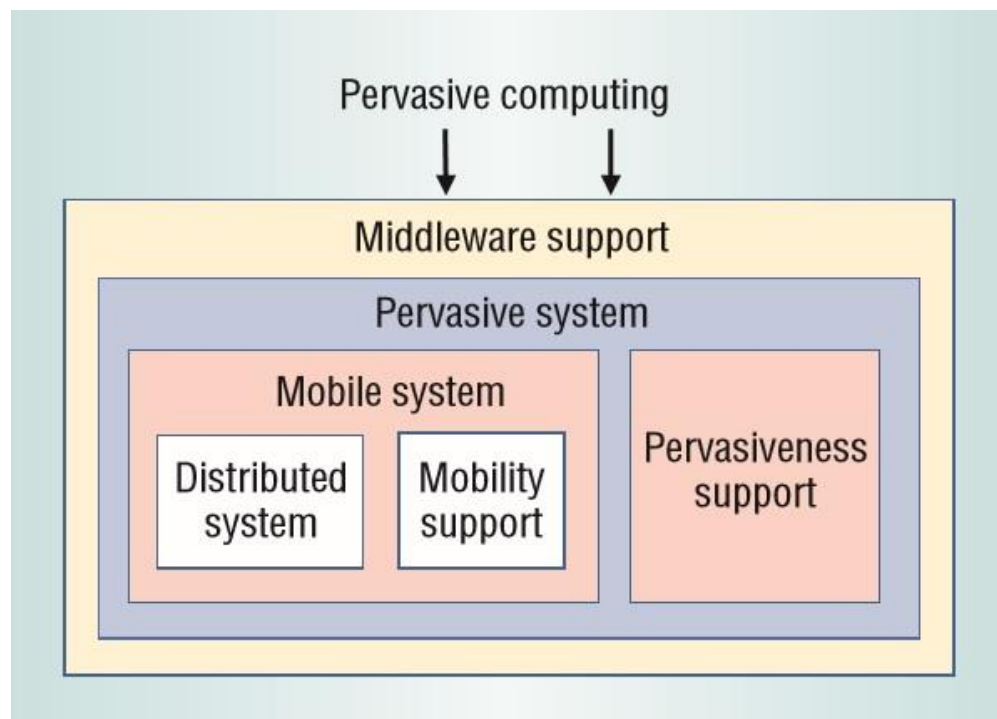 Pervasive computing
Middleware support
Pervasive system
Mobile system
Distributed
system
Mobility
support
Pervasiveness
support